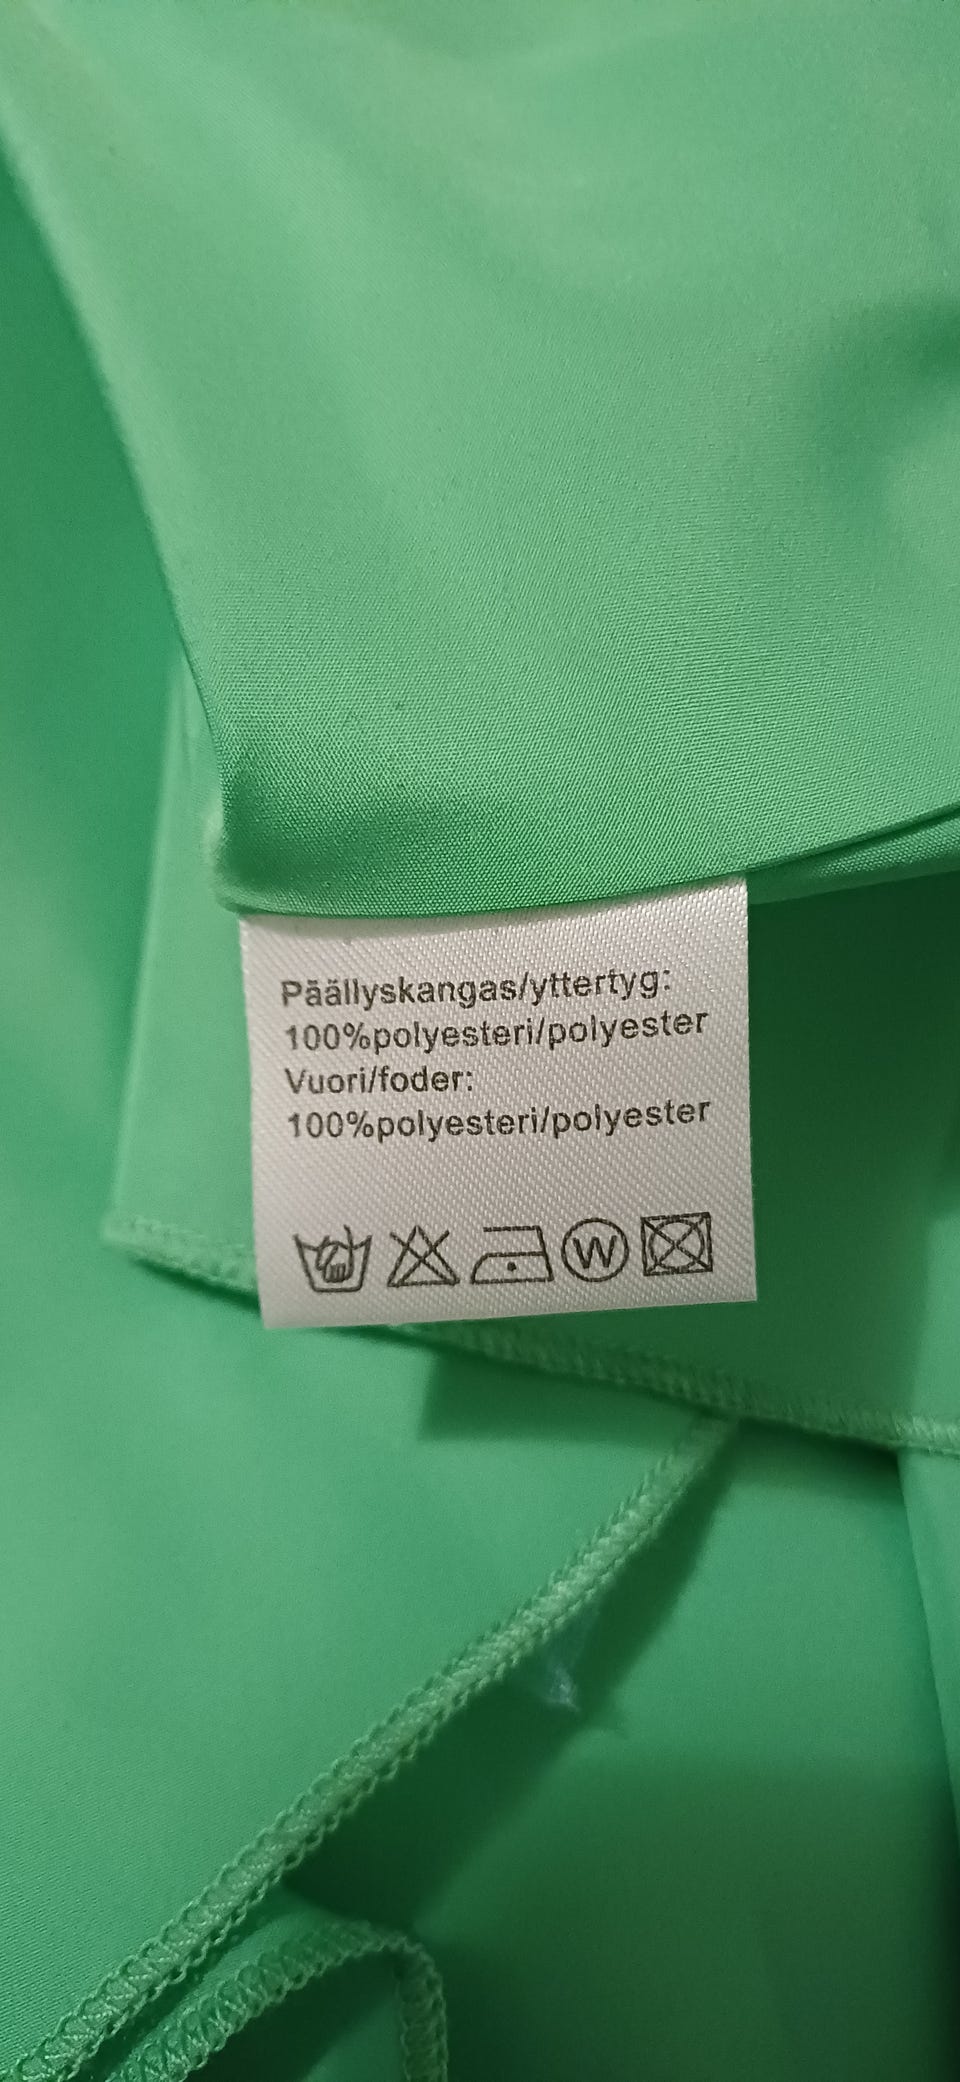 Päällyskangas/yttertyg:
100%polyesteri/polyester
Vuori/foder:
100%polyesteri/polyester
W